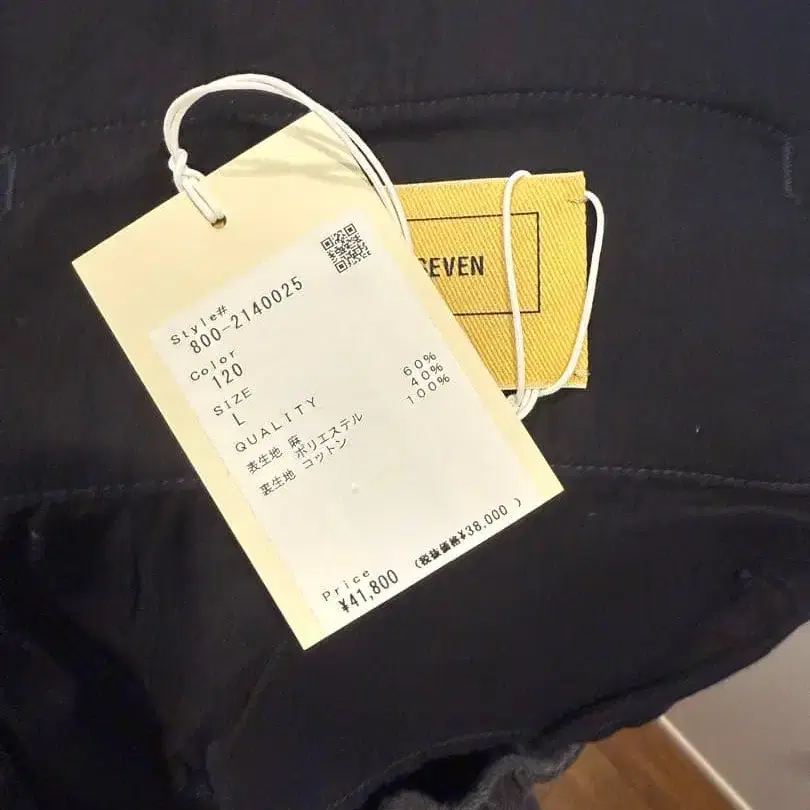 SEVEN
Style#
800-2140025
Color
120
SIZE
L
QUALITY
表生地 麻 60%
ポリエステル 40%
裏生地 コットン 100%
Price
¥41,800 (税抜価格¥38,000 )